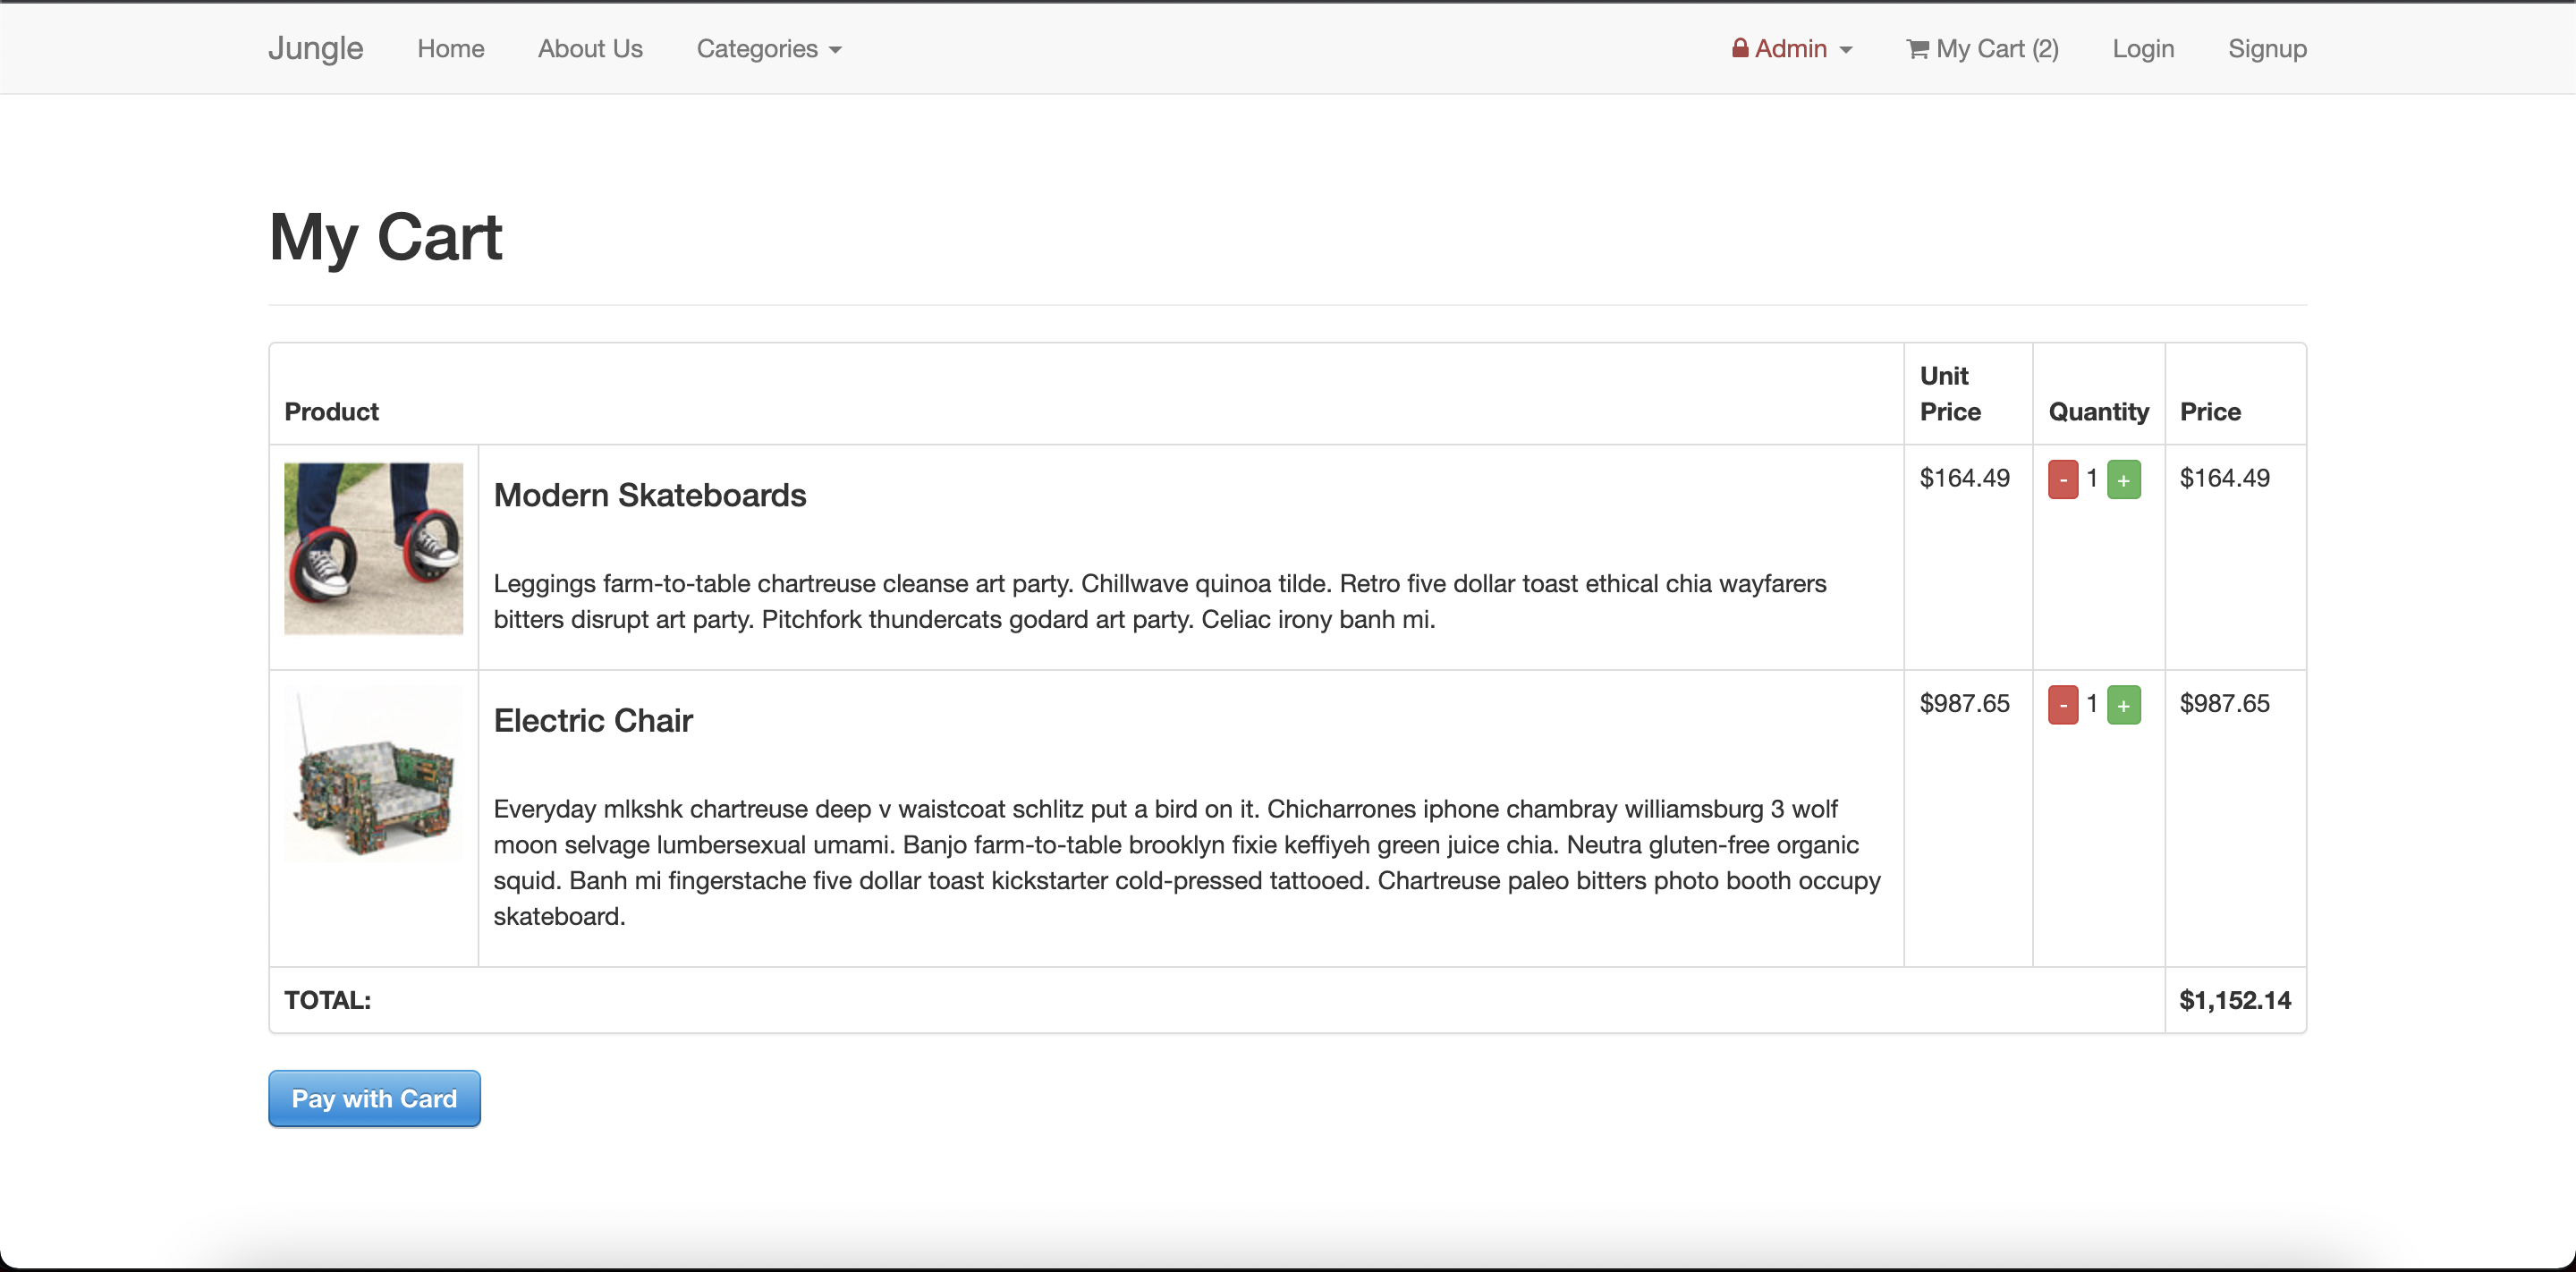 Jungle Home About Us Categories Admin My Cart (2) Login Signup
My Cart
Product Unit Price Quantity Price
Modern Skateboards $164.49 - 1 + $164.49
Leggings farm-to-table chartreuse cleanse art party. Chillwave quinoa tilde. Retro five dollar toast ethical chia wayfarers
bitters disrupt art party. Pitchfork thundercats godard art party. Celiac irony banh mi.
Electric Chair $987.65 - 1 + $987.65
Everyday mlkshk chartreuse deep v waistcoat schlitz put a bird on it. Chicharrones iphone chambray williamsburg 3 wolf
moon selvage lumbersexual umami. Banjo farm-to-table brooklyn fixie keffiyeh green juice chia. Neutra gluten-free organic
squid. Banh mi fingerstache five dollar toast kickstarter cold-pressed tattooed. Chartreuse paleo bitters photo booth occupy
skateboard.
TOTAL: $1,152.14
Pay with Card